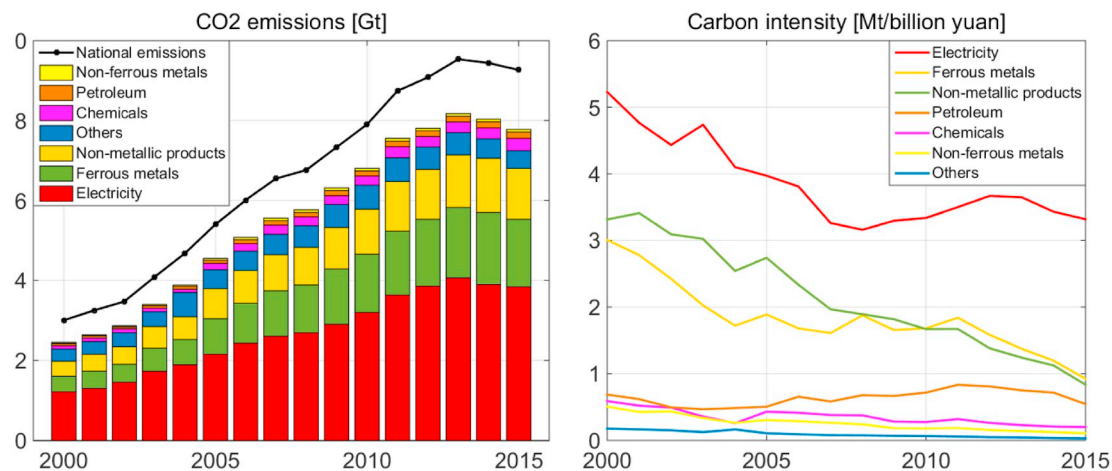 CO2 emissions [Gt]
0
8
6
4
2
0
2000
2005
2010
2015
National emissions
Non-ferrous metals
Petroleum
Chemicals
Others
Non-metallic products
Ferrous metals
Electricity
Carbon intensity [Mt/billion yuan]
6
5
4
3
2
1
0
2000
2005
2010
2015
Electricity
Ferrous metals
Non-metallic products
Petroleum
Chemicals
Non-ferrous metals
Others